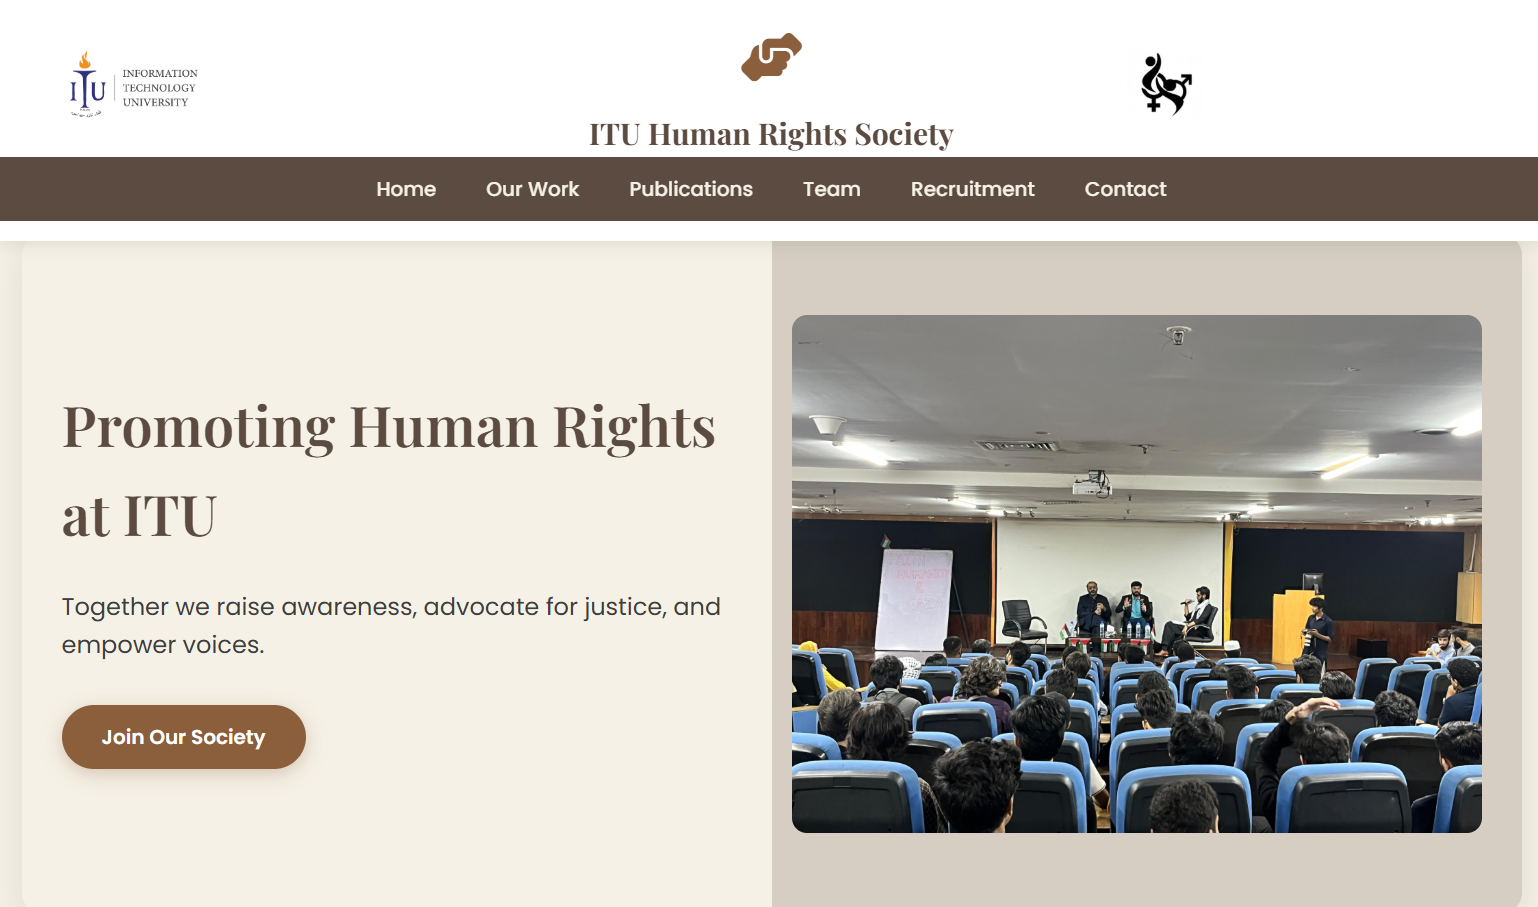 ITU
INFORMATION
TECHNOLOGY
UNIVERSITY
ITU Human Rights Society
Home Our Work Publications Team Recruitment Contact
Promoting Human Rights
at ITU
Together we raise awareness, advocate for justice, and
empower voices.
Join Our Society